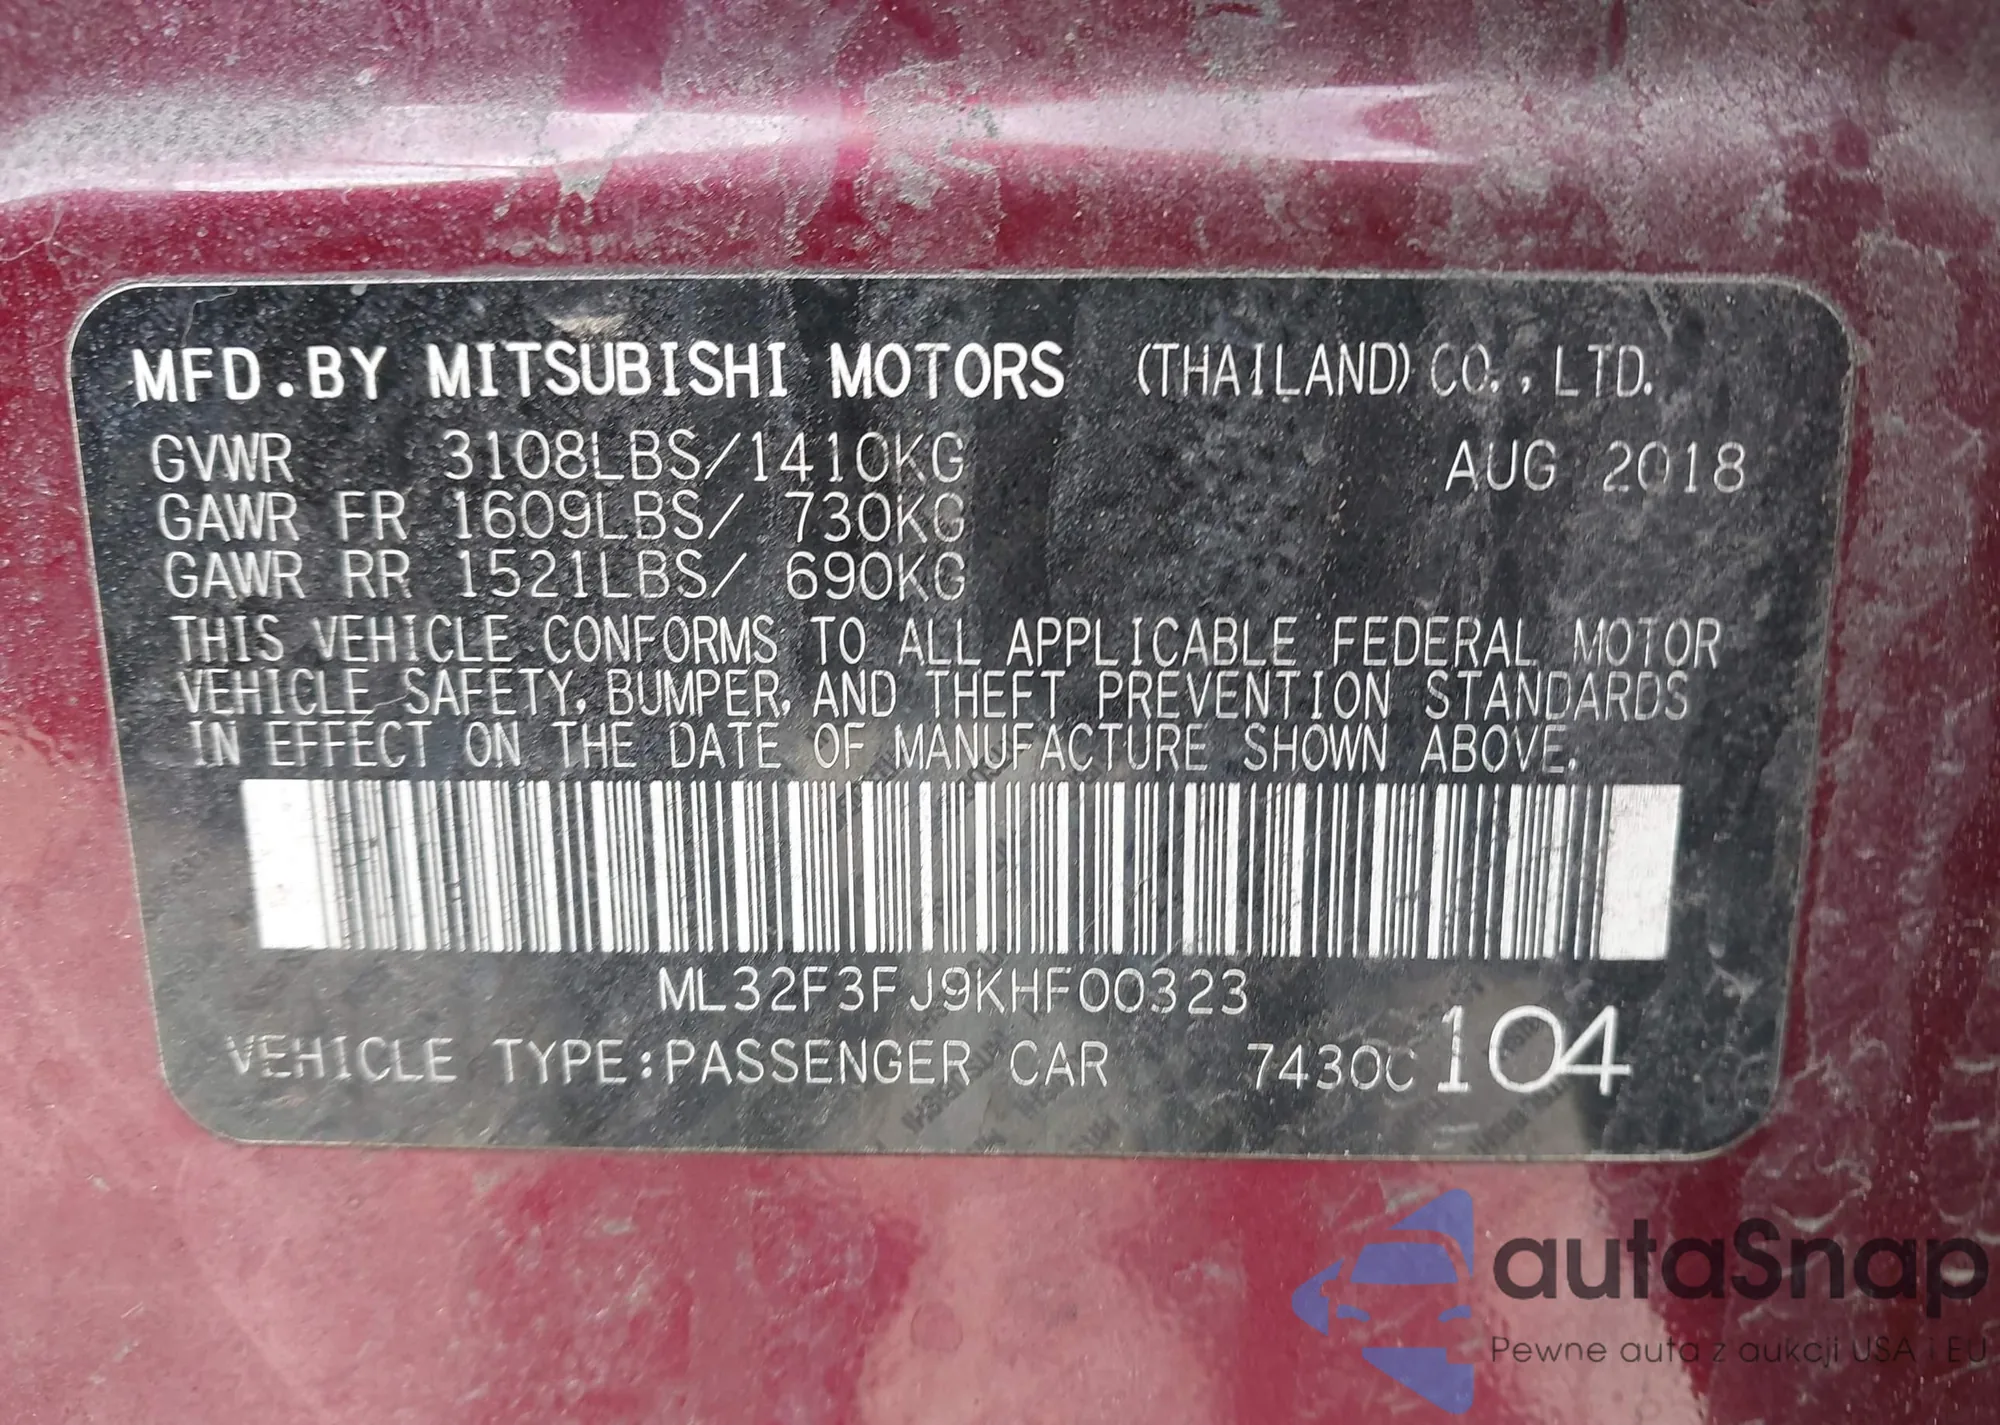 MFD.BY MITSUBISHI MOTORS (THAILAND) CO., LTD.
GVWR 3108LBS/1410KG AUG 2018
GAWR FR 1609LBS/ 730KG
GAWR RR 1521LBS/ 690KG
THIS VEHICLE CONFORMS TO ALL APPLICABLE FEDERAL MOTOR
VEHICLE SAFETY, BUMPER, AND THEFT PREVENTION STANDARDS
IN EFFECT ON THE DATE OF MANUFACTURE SHOWN ABOVE.
ML32F3FJ9KHF00323
VEHICLE TYPE:PASSENGER CAR 7430C 104
autaSnap
Pewne auta z aukcji USA i EU